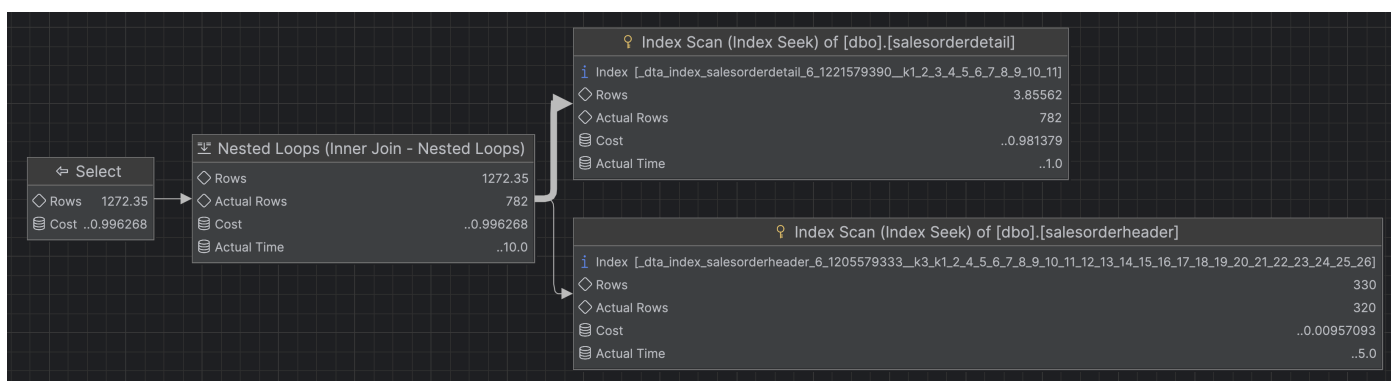 Select
Rows 1272.35
Cost ..0.996268
Nested Loops (Inner Join - Nested Loops)
Rows 1272.35
Actual Rows 782
Cost ..0.996268
Actual Time ..10.0
Index Scan (Index Seek) of [dbo].[salesorderdetail]
i Index [_dta_index_salesorderdetail_6_1221579390__k1_2_3_4_5_6_7_8_9_10_11]
Rows 3.85562
Actual Rows 782
Cost ..0.981379
Actual Time ..1.0
Index Scan (Index Seek) of [dbo].[salesorderheader]
i Index [_dta_index_salesorderheader_6_1205579333__k3_k1_2_4_5_6_7_8_9_10_11_12_13_14_15_16_17_18_19_20_21_22_23_24_25_26]
Rows 330
Actual Rows 320
Cost ..0.00957093
Actual Time ..5.0